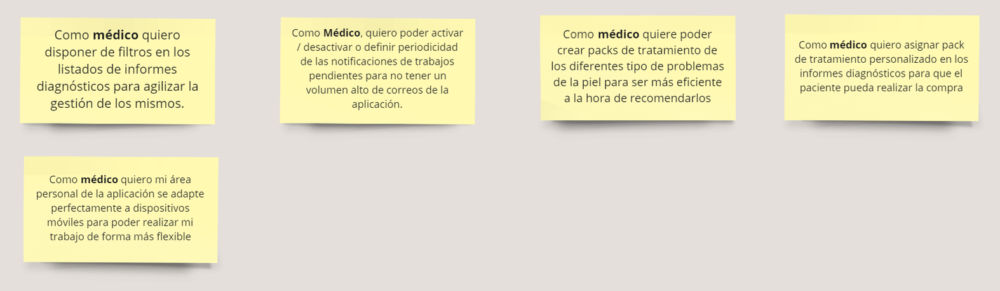 Como médico quiero
disponer de filtros en los
listados de informes
diagnósticos para agilizar la
gestión de los mismos.
Como Médico, quiero poder activar
/ desactivar o definir periodicidad
de las notificaciones de trabajos
pendientes para no tener un
volumen alto de correos de la
aplicación.
Como médico quiere poder
crear packs de tratamiento de
los diferentes tipo de problemas
de la piel para ser más eficiente
a la hora de recomendarlos
Como médico quiero asignar pack
de tratamiento personalizado en los
informes diagnósticos para que el
paciente pueda realizar la compra
Como médico quiero mi área
personal de la aplicación se adapte
perfectamente a dispositivos
móviles para poder realizar mi
trabajo de forma más flexible